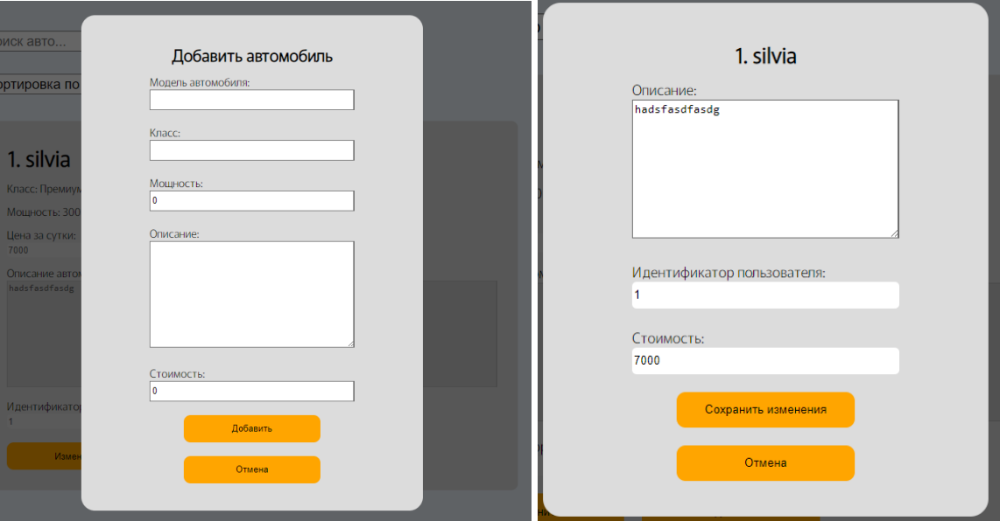 Добавить автомобиль
Модель автомобиля:
Класс:
Мощность:
0
Описание:
Стоимость:
0
Добавить
Отмена
иск авто...
ртировка по
1. silvia
Класс: Премиум
Мощность: 300
Цена за сутки:
7000
Описание автом
hadsfasdfasdg
Идентификатор
1
Измен
1. silvia
Описание:
hadsfasdfasdg
Идентификатор пользователя:
1
Стоимость:
7000
Сохранить изменения
Отмена